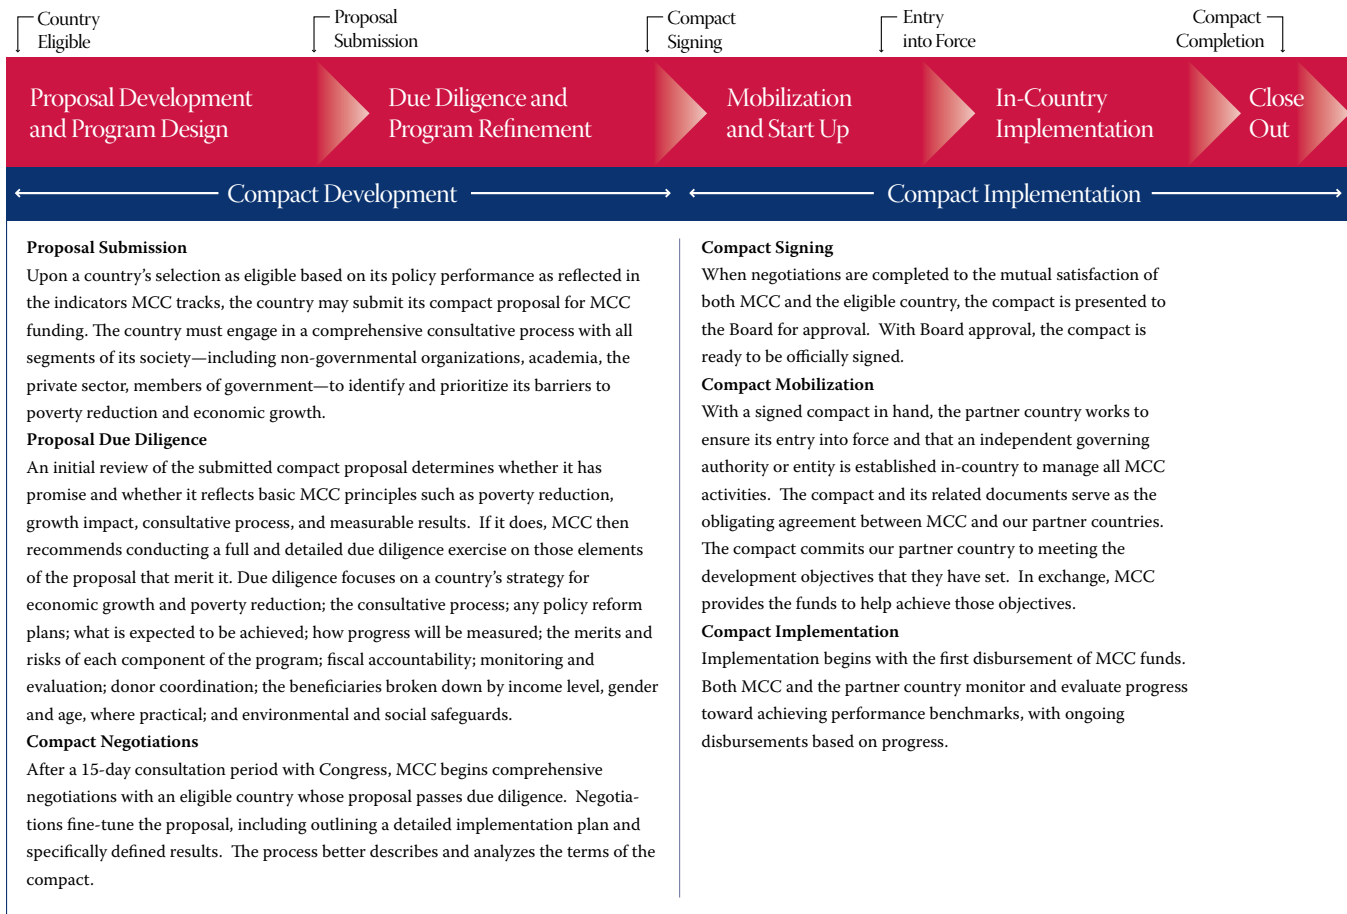 Country
Eligible
Proposal
Submission
Compact
Signing
Entry
into Force
Compact
Completion
Proposal Development
and Program Design
Due Diligence and
Program Refinement
Mobilization
and Start Up
In-Country
Implementation
Close
Out
Compact Development
Compact Implementation
Proposal Submission
Upon a country’s selection as eligible based on its policy performance as reflected in
the indicators MCC tracks, the country may submit its compact proposal for MCC
funding. The country must engage in a comprehensive consultative process with all
segments of its society—including non-governmental organizations, academia, the
private sector, members of government—to identify and prioritize its barriers to
poverty reduction and economic growth.
Proposal Due Diligence
An initial review of the submitted compact proposal determines whether it has
promise and whether it reflects basic MCC principles such as poverty reduction,
growth impact, consultative process, and measurable results.  If it does, MCC then
recommends conducting a full and detailed due diligence exercise on those elements
of the proposal that merit it. Due diligence focuses on a country’s strategy for
economic growth and poverty reduction; the consultative process; any policy reform
plans; what is expected to be achieved; how progress will be measured; the merits and
risks of each component of the program; fiscal accountability; monitoring and
evaluation; donor coordination; the beneficiaries broken down by income level, gender
and age, where practical; and environmental and social safeguards.
Compact Negotiations
After a 15-day consultation period with Congress, MCC begins comprehensive
negotiations with an eligible country whose proposal passes due diligence.  Negotia-
tions fine-tune the proposal, including outlining a detailed implementation plan and
specifically defined results.  The process better describes and analyzes the terms of the
compact.
Compact Signing
When negotiations are completed to the mutual satisfaction of
both MCC and the eligible country, the compact is presented to
the Board for approval.  With Board approval, the compact is
ready to be officially signed.
Compact Mobilization
With a signed compact in hand, the partner country works to
ensure its entry into force and that an independent governing
authority or entity is established in-country to manage all MCC
activities.  The compact and its related documents serve as the
obligating agreement between MCC and our partner countries.
The compact commits our partner country to meeting the
development objectives that they have set.  In exchange, MCC
provides the funds to help achieve those objectives.
Compact Implementation
Implementation begins with the first disbursement of MCC funds.
Both MCC and the partner country monitor and evaluate progress
toward achieving performance benchmarks, with ongoing
disbursements based on progress.